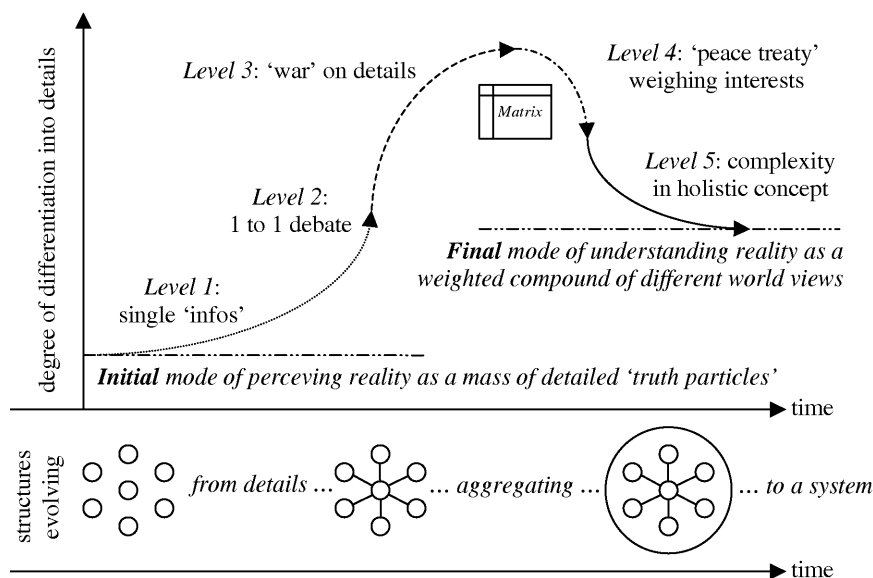 degree of differentiation into details
Level 3: ‘war’ on details
Level 4: ‘peace treaty’
weighing interests
Matrix
Level 5: complexity
in holistic concept
Level 2:
1 to 1 debate
Final mode of understanding reality as a
weighted compound of different world views
Level 1:
single ‘infos’
Initial mode of perceving reality as a mass of detailed ‘truth particles’
time
structures
evolving
from details ...
... aggregating ...
... to a system
time